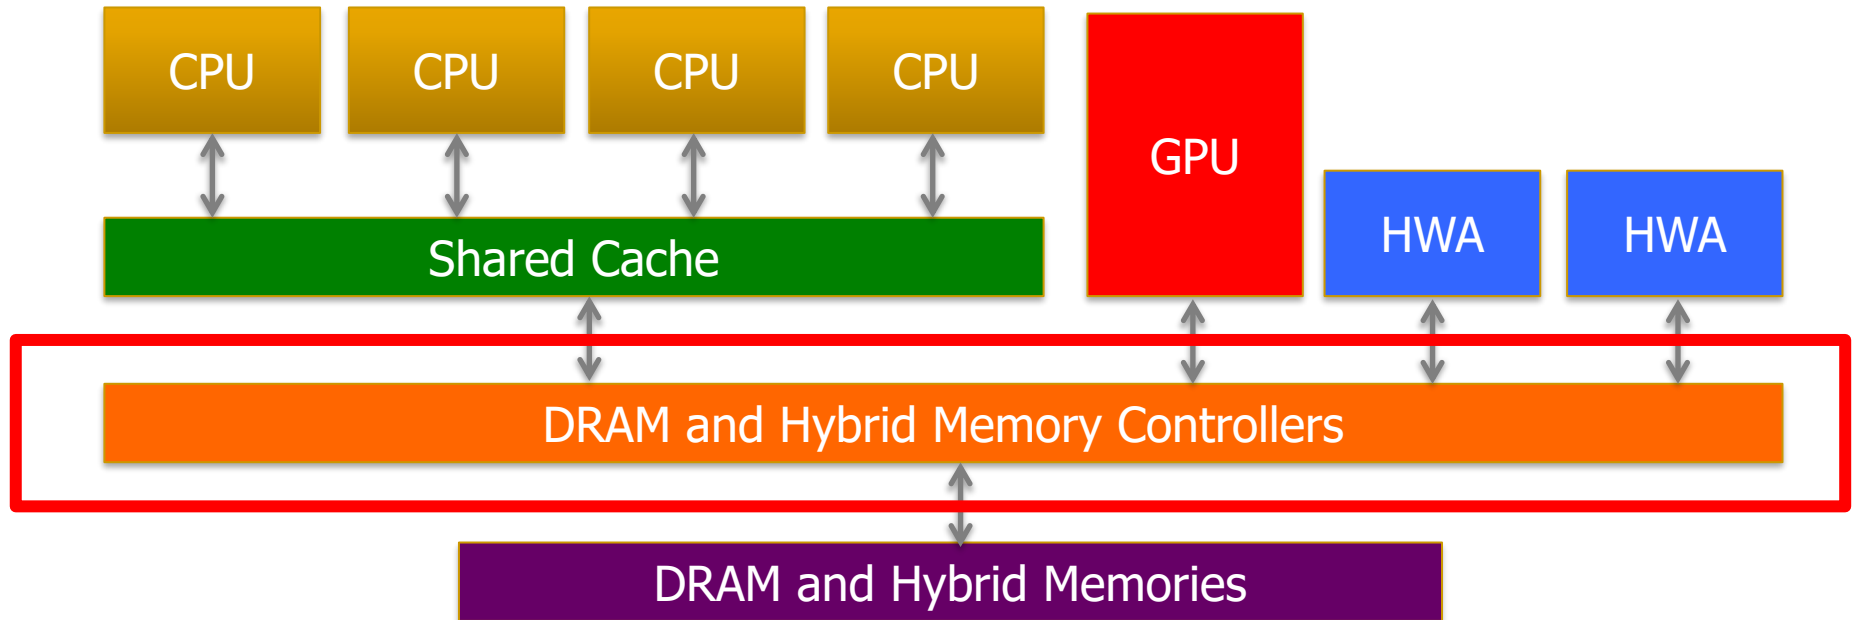 CPU
CPU
CPU
CPU
GPU
HWA
HWA
Shared Cache
DRAM and Hybrid Memory Controllers
DRAM and Hybrid Memories